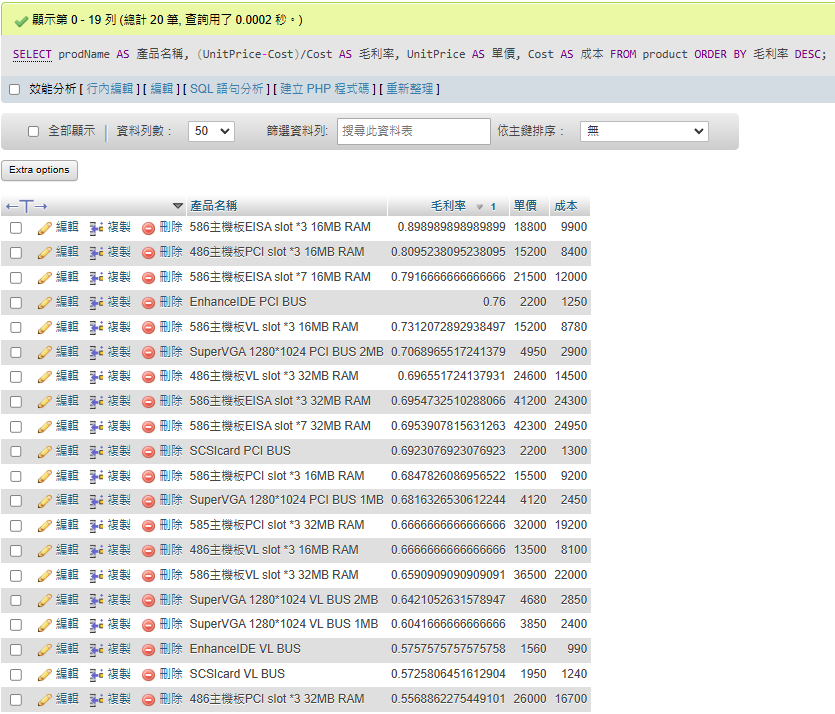 顯示第 0 - 19 列 (總計 20 筆, 查詢用了 0.0002 秒。)
SELECT prodName AS 產品名稱, (UnitPrice-Cost)/Cost AS 毛利率, UnitPrice AS 單價, Cost AS 成本 FROM product ORDER BY 毛利率 DESC;
效能分析 [ 行內編輯 ] [ 編輯 ] [ SQL 語句分析 ] [ 建立 PHP 程式碼 ] [ 重新整理 ]
全部顯示 | 資料列數: 50 篩選資料列: 搜尋此資料表 依主鍵排序: 無
Extra options
←T→ 產品名稱 毛利率 1 單價 成本
編輯 複製 刪除 586主機板EISA slot *3 16MB RAM 0.898989898989899 18800 9900
編輯 複製 刪除 486主機板PCI slot *3 16MB RAM 0.8095238095238095 15200 8400
編輯 複製 刪除 586主機板EISA slot *7 16MB RAM 0.7916666666666666 21500 12000
編輯 複製 刪除 EnhanceIDE PCI BUS 0.76 2200 1250
編輯 複製 刪除 586主機板VL slot *3 16MB RAM 0.7312072892938497 15200 8780
編輯 複製 刪除 SuperVGA 1280*1024 PCI BUS 2MB 0.7068965517241379 4950 2900
編輯 複製 刪除 486主機板VL slot *3 32MB RAM 0.696551724137931 24600 14500
編輯 複製 刪除 586主機板EISA slot *3 32MB RAM 0.6954732510288066 41200 24300
編輯 複製 刪除 586主機板EISA slot *7 32MB RAM 0.6953907815631263 42300 24950
編輯 複製 刪除 SCSIcard PCI BUS 0.6923076923076923 2200 1300
編輯 複製 刪除 586主機板PCI slot *3 16MB RAM 0.6847826086956522 15500 9200
編輯 複製 刪除 SuperVGA 1280*1024 PCI BUS 1MB 0.6816326530612244 4120 2450
編輯 複製 刪除 585主機板PCI slot *3 32MB RAM 0.6666666666666666 32000 19200
編輯 複製 刪除 486主機板VL slot *3 16MB RAM 0.6666666666666666 13500 8100
編輯 複製 刪除 586主機板VL slot *3 32MB RAM 0.6590909090909091 36500 22000
編輯 複製 刪除 SuperVGA 1280*1024 VL BUS 2MB 0.6421052631578947 4680 2850
編輯 複製 刪除 SuperVGA 1280*1024 VL BUS 1MB 0.6041666666666666 3850 2400
編輯 複製 刪除 EnhanceIDE VL BUS 0.5757575757575758 1560 990
編輯 複製 刪除 SCSIcard VL BUS 0.5725806451612904 1950 1240
編輯 複製 刪除 486主機板PCI slot *3 32MB RAM 0.5568862275449101 26000 16700